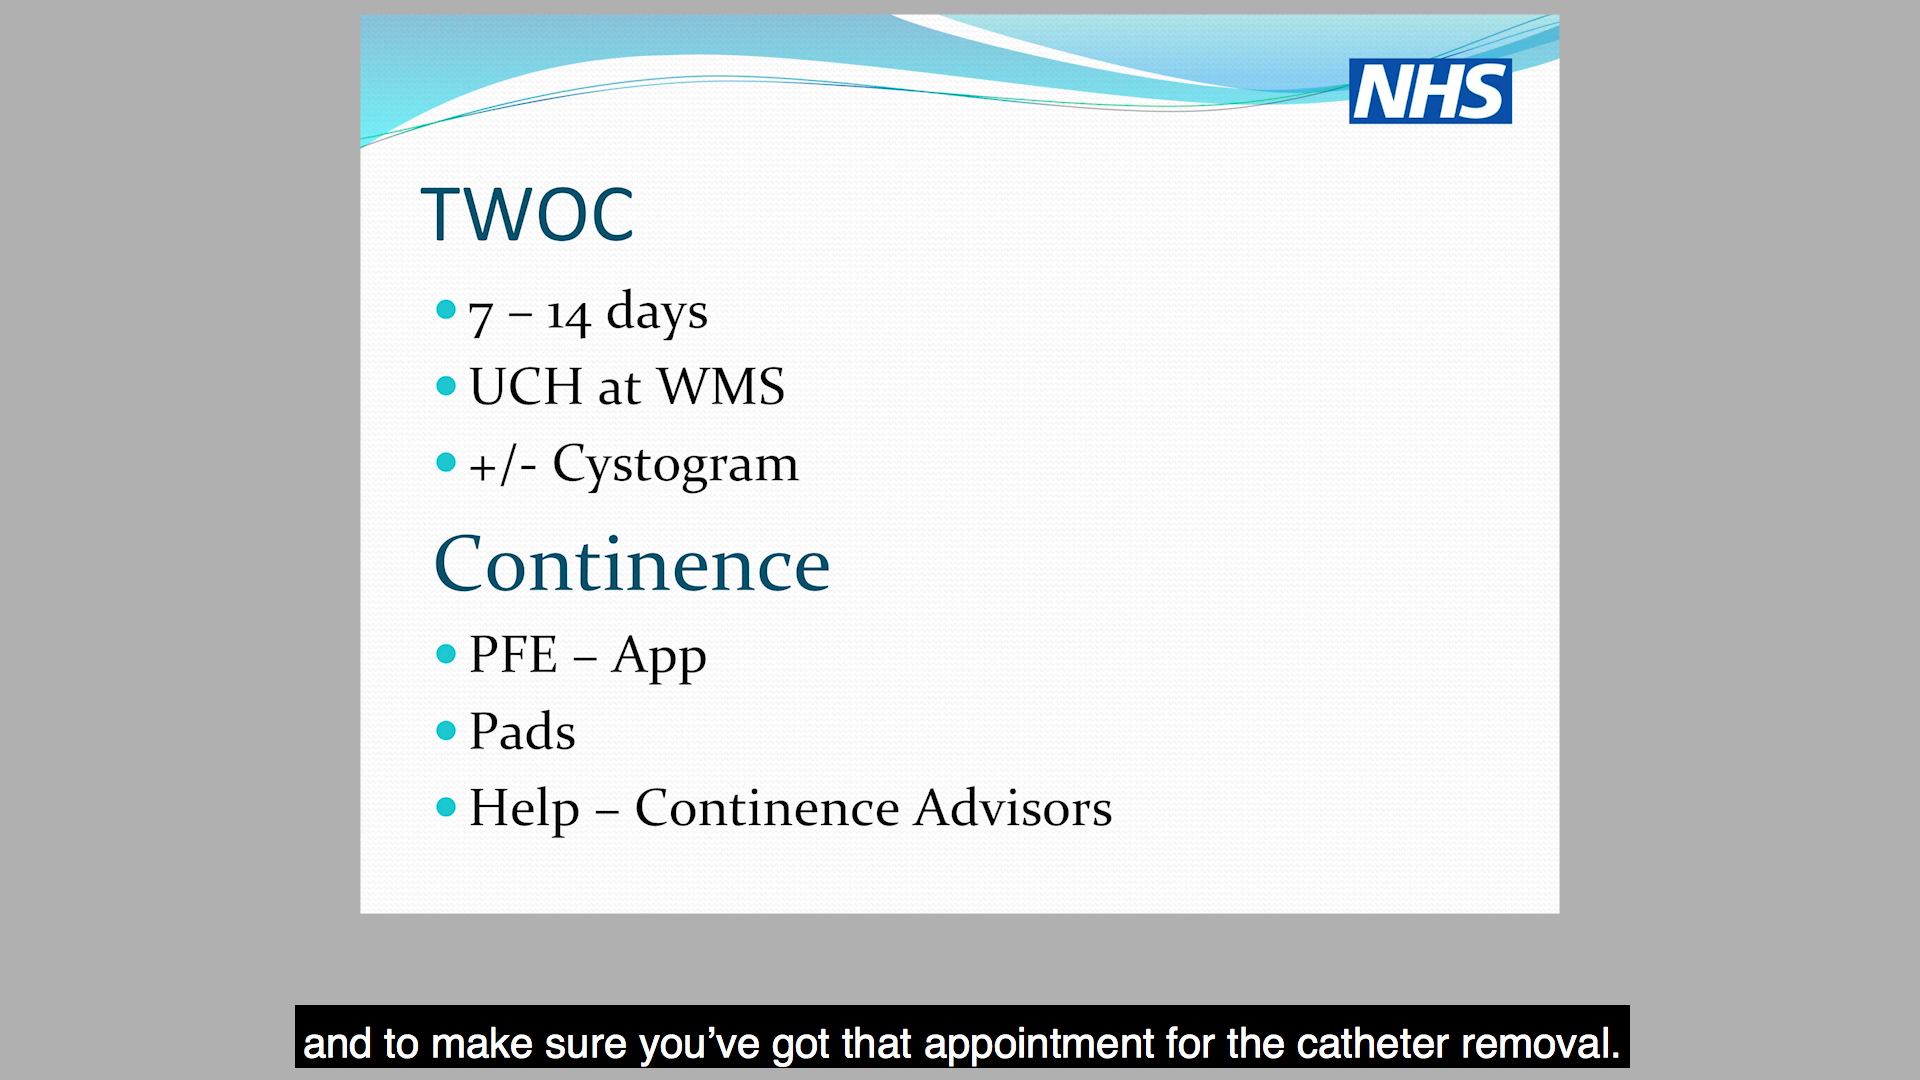 NHS
TWOC
7 – 14 days
UCH at WMS
+/- Cystogram
Continence
PFE – App
Pads
Help – Continence Advisors
and to make sure you’ve got that appointment for the catheter removal.